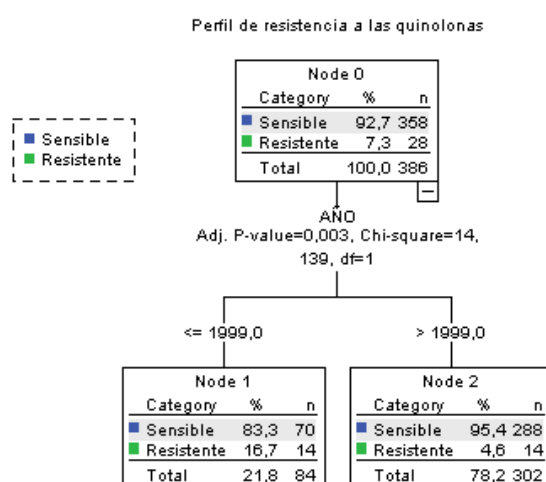 Perfil de resistencia a las quinolonas
Sensible
Resistente
Node 0
Category % n
Sensible 92,7 358
Resistente 7,3 28
Total 100,0 386
AÑO
Adj. P-value=0,003, Chi-square=14,
139, df=1
<= 1999,0
> 1999,0
Node 1
Category % n
Sensible 83,3 70
Resistente 16,7 14
Total 21,8 84
Node 2
Category % n
Sensible 95,4 288
Resistente 4,6 14
Total 78,2 302